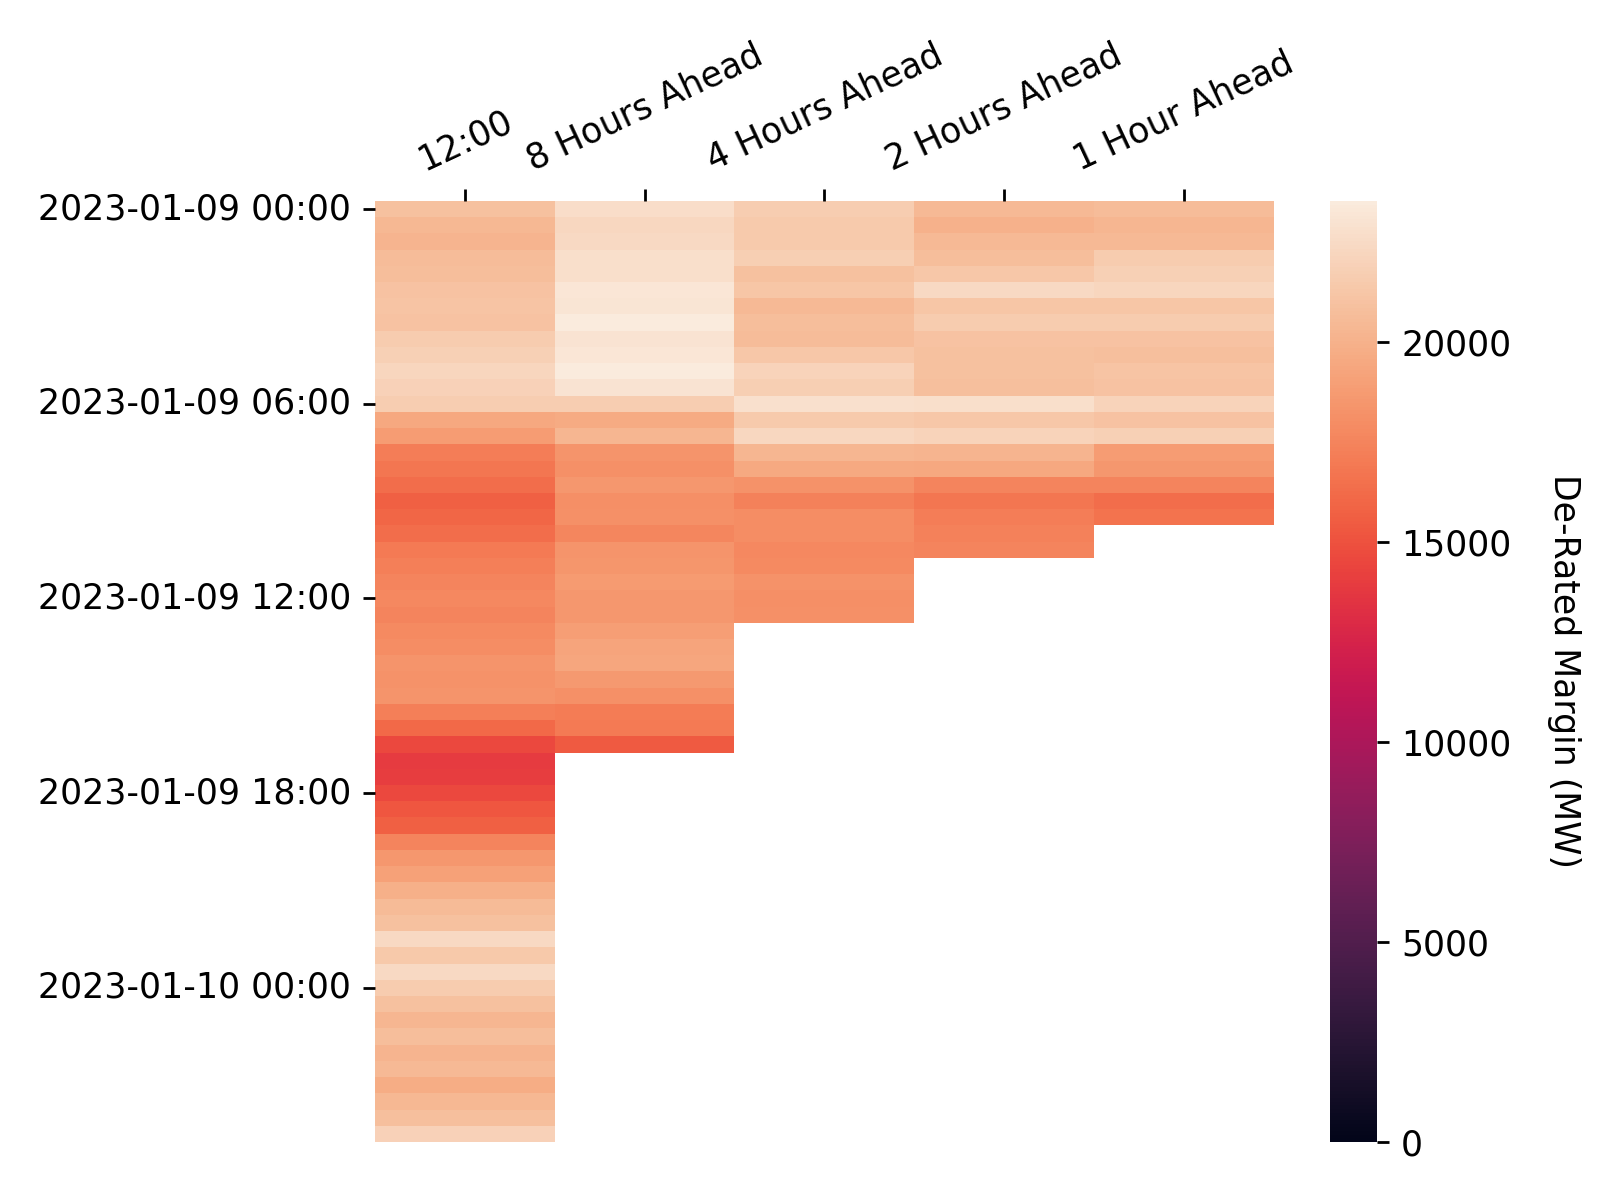 12:00
8 Hours Ahead
4 Hours Ahead
2 Hours Ahead
1 Hour Ahead
2023-01-09 00:00
2023-01-09 06:00
2023-01-09 12:00
2023-01-09 18:00
2023-01-10 00:00
20000
15000
10000
5000
0
De-Rated Margin (MW)